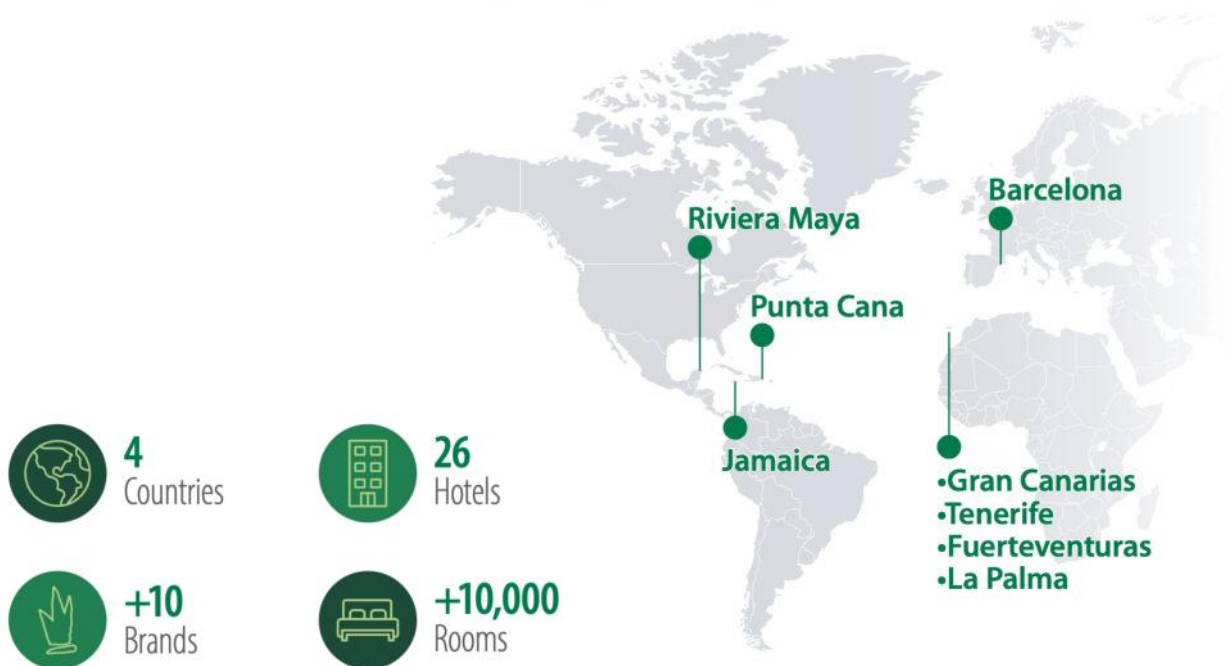 Barcelona
Riviera Maya
Punta Cana
Jamaica
•Gran Canarias
•Tenerife
•Fuerteventuras
•La Palma
4
Countries
26
Hotels
+10
Brands
+10,000
Rooms